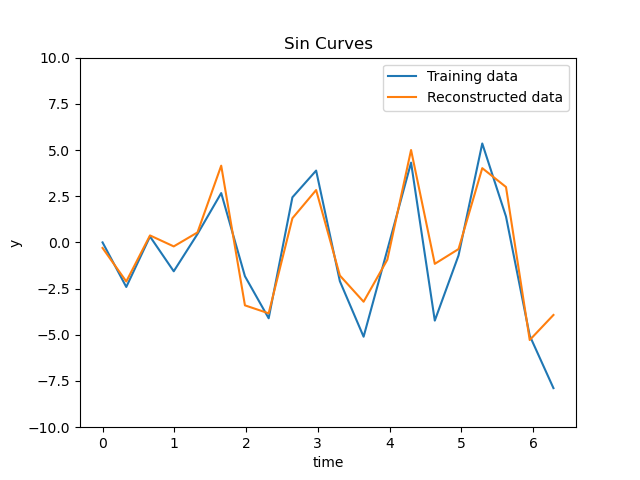 Sin Curves
Training data
Reconstructed data
10.0
7.5
5.0
2.5
0.0
−2.5
−5.0
−7.5
−10.0
y
0 1 2 3 4 5 6
time